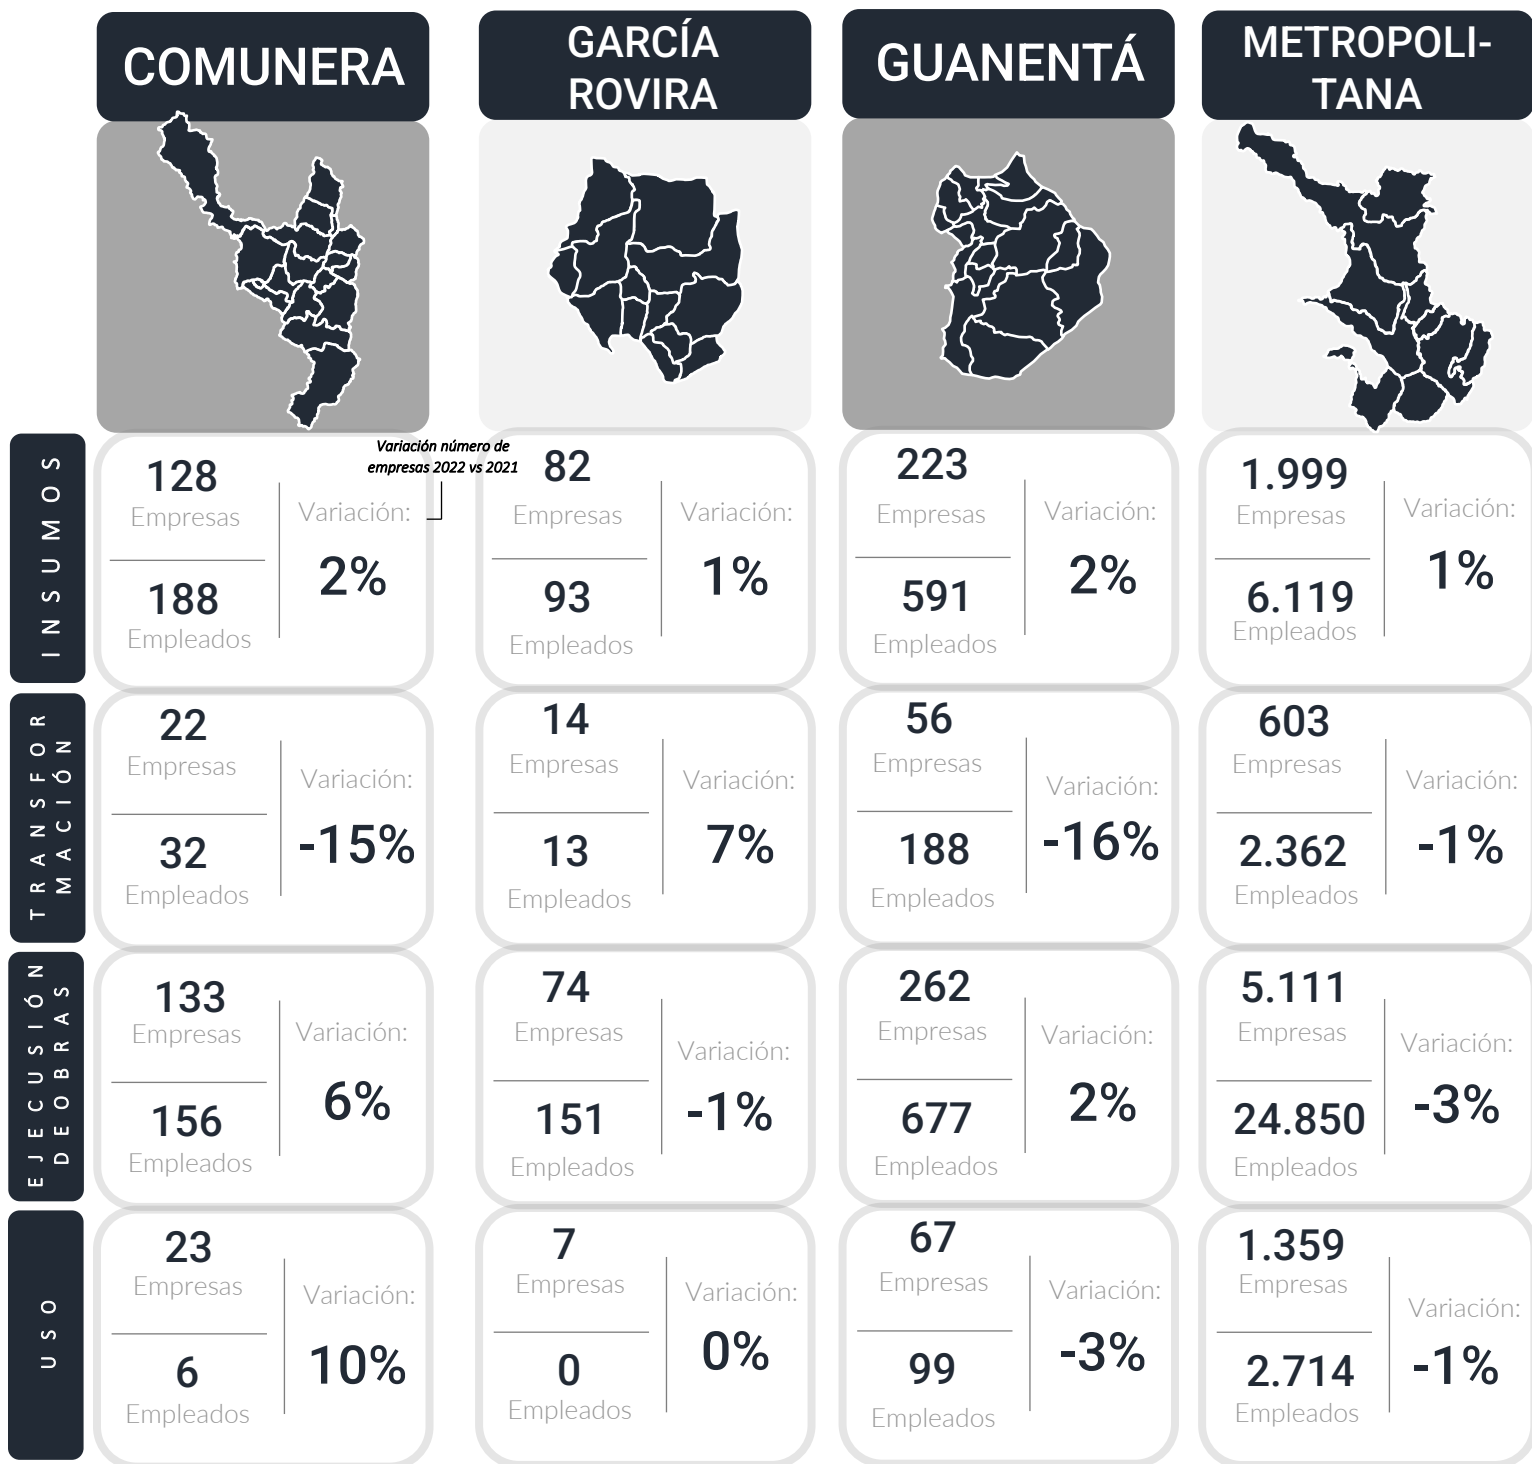 COMUNERA
GARCÍA
ROVIRA
GUANENTÁ
METROPOLI-
TANA
INSUMOS
128
Empresas
188
Empleados
Variación:
2%
Variación número de
empresas 2022 vs 2021
82
Empresas
93
Empleados
Variación:
1%
223
Empresas
591
Empleados
Variación:
2%
1.999
Empresas
6.119
Empleados
Variación:
1%
TRANSFOR
MACIÓN
22
Empresas
32
Empleados
Variación:
-15%
14
Empresas
13
Empleados
Variación:
7%
56
Empresas
188
Empleados
Variación:
-16%
603
Empresas
2.362
Empleados
Variación:
-1%
EJECUSIÓN
DEOBRAS
133
Empresas
156
Empleados
Variación:
6%
74
Empresas
151
Empleados
Variación:
-1%
262
Empresas
677
Empleados
Variación:
2%
5.111
Empresas
24.850
Empleados
Variación:
-3%
USO
23
Empresas
6
Empleados
Variación:
10%
7
Empresas
0
Empleados
Variación:
0%
67
Empresas
99
Empleados
Variación:
-3%
1.359
Empresas
2.714
Empleados
Variación:
-1%